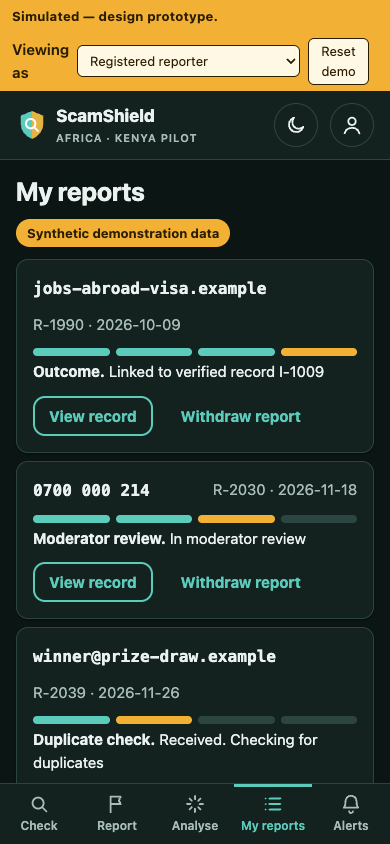 Simulated — design prototype.
Viewing as
Registered reporter
Reset demo
ScamShield
AFRICA · KENYA PILOT
My reports
Synthetic demonstration data
jobs-abroad-visa.example
R-1990 · 2026-10-09
Outcome. Linked to verified record I-1009
View record
Withdraw report
0700 000 214
R-2030 · 2026-11-18
Moderator review. In moderator review
View record
Withdraw report
winner@prize-draw.example
R-2039 · 2026-11-26
Duplicate check. Received. Checking for
duplicates
Check
Report
Analyse
My reports
Alerts